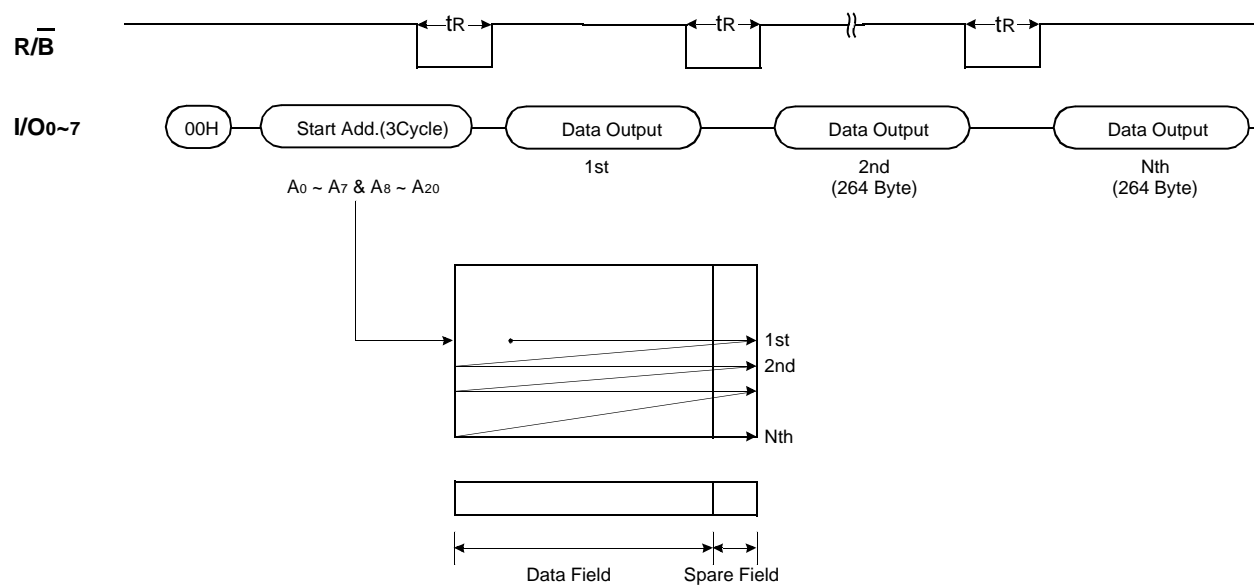 R/B tR tR tR
I/O0~7 00H Start Add.(3Cycle) Data Output Data Output Data Output
1st 2nd Nth
(264 Byte) (264 Byte)
A0 ~ A7 & A8 ~ A20
1st
2nd
Nth
Data Field Spare Field